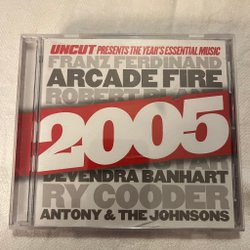 UNCUT PRESENTS THE YEAR'S ESSENTIAL MUSIC
FRANZ FERDINAND
ARCADE FIRE
ROBERT
2005
DEVENDRA BANHART
RY COODER
ANTONY & THE JOHNSONS